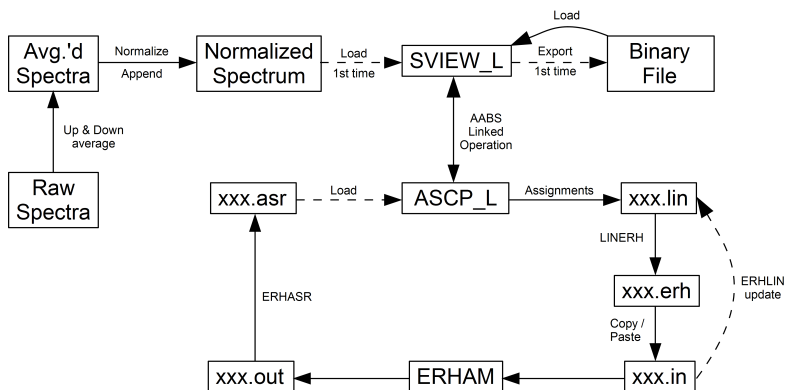 Load
Avg.'d
Spectra
Normalize
Append
Normalized
Spectrum
Load
1st time
SVIEW_L
Export
1st time
Binary
File
Up & Down
average
AABS
Linked
Operation
Raw
Spectra
xxx.asr
Load
ASCP_L
Assignments
xxx.lin
LINERH
ERHASR
xxx.erh
ERHLIN
update
Copy /
Paste
xxx.out
ERHAM
xxx.in